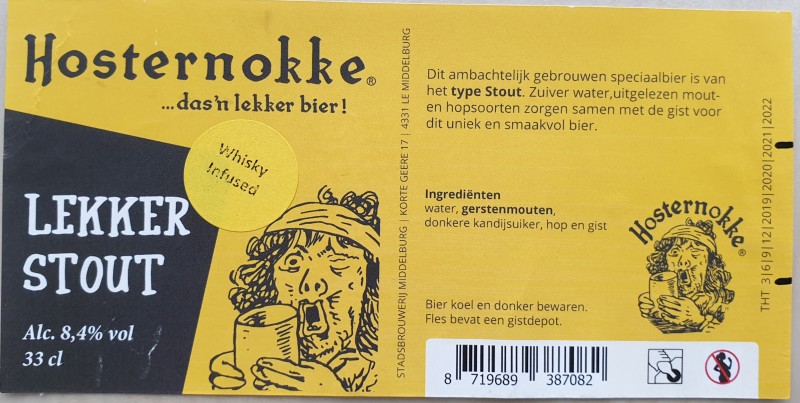 Hosternokke®
...das'n lekker bier!
Whisky
Infused
LEKKER
STOUT
Alc. 8,4% vol
33 cl
STADSBROUWERIJ MIDDELBURG | KORTE GEERE 17 | 4331 LE MIDDELBURG
Dit ambachtelijk gebrouwen speciaalbier is van
het type Stout. Zuiver water,uitgelezen mout-
en hopsoorten zorgen samen met de gist voor
dit uniek en smaakvol bier.
Ingrediënten
water, gerstenmouten,
donkere kandijsuiker, hop en gist
Hosternokke®
Bier koel en donker bewaren.
Fles bevat een gistdepot.
8 719689 387082
THT 3|6|9|12|2019|2020|2021|2022